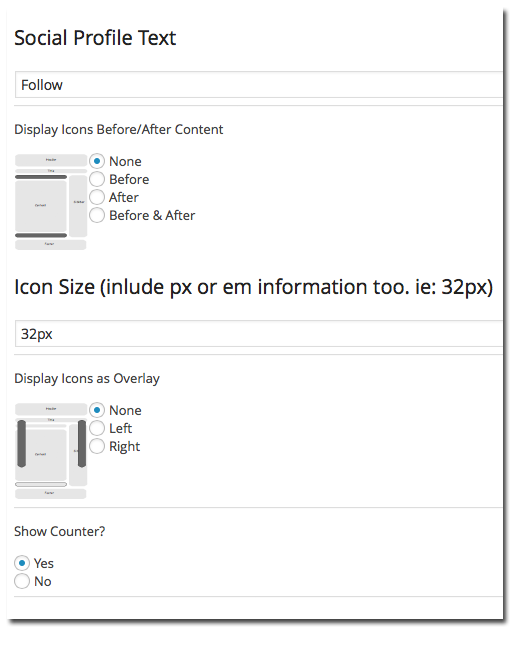 Social Profile Text
Follow
Display Icons Before/After Content
Header
Title
Content
Sidebar
Footer
None
Before
After
Before & After
Icon Size (inlude px or em information too. ie: 32px)
32px
Display Icons as Overlay
Header
Title
Content
Footer
None
Left
Right
Show Counter?
Yes
No